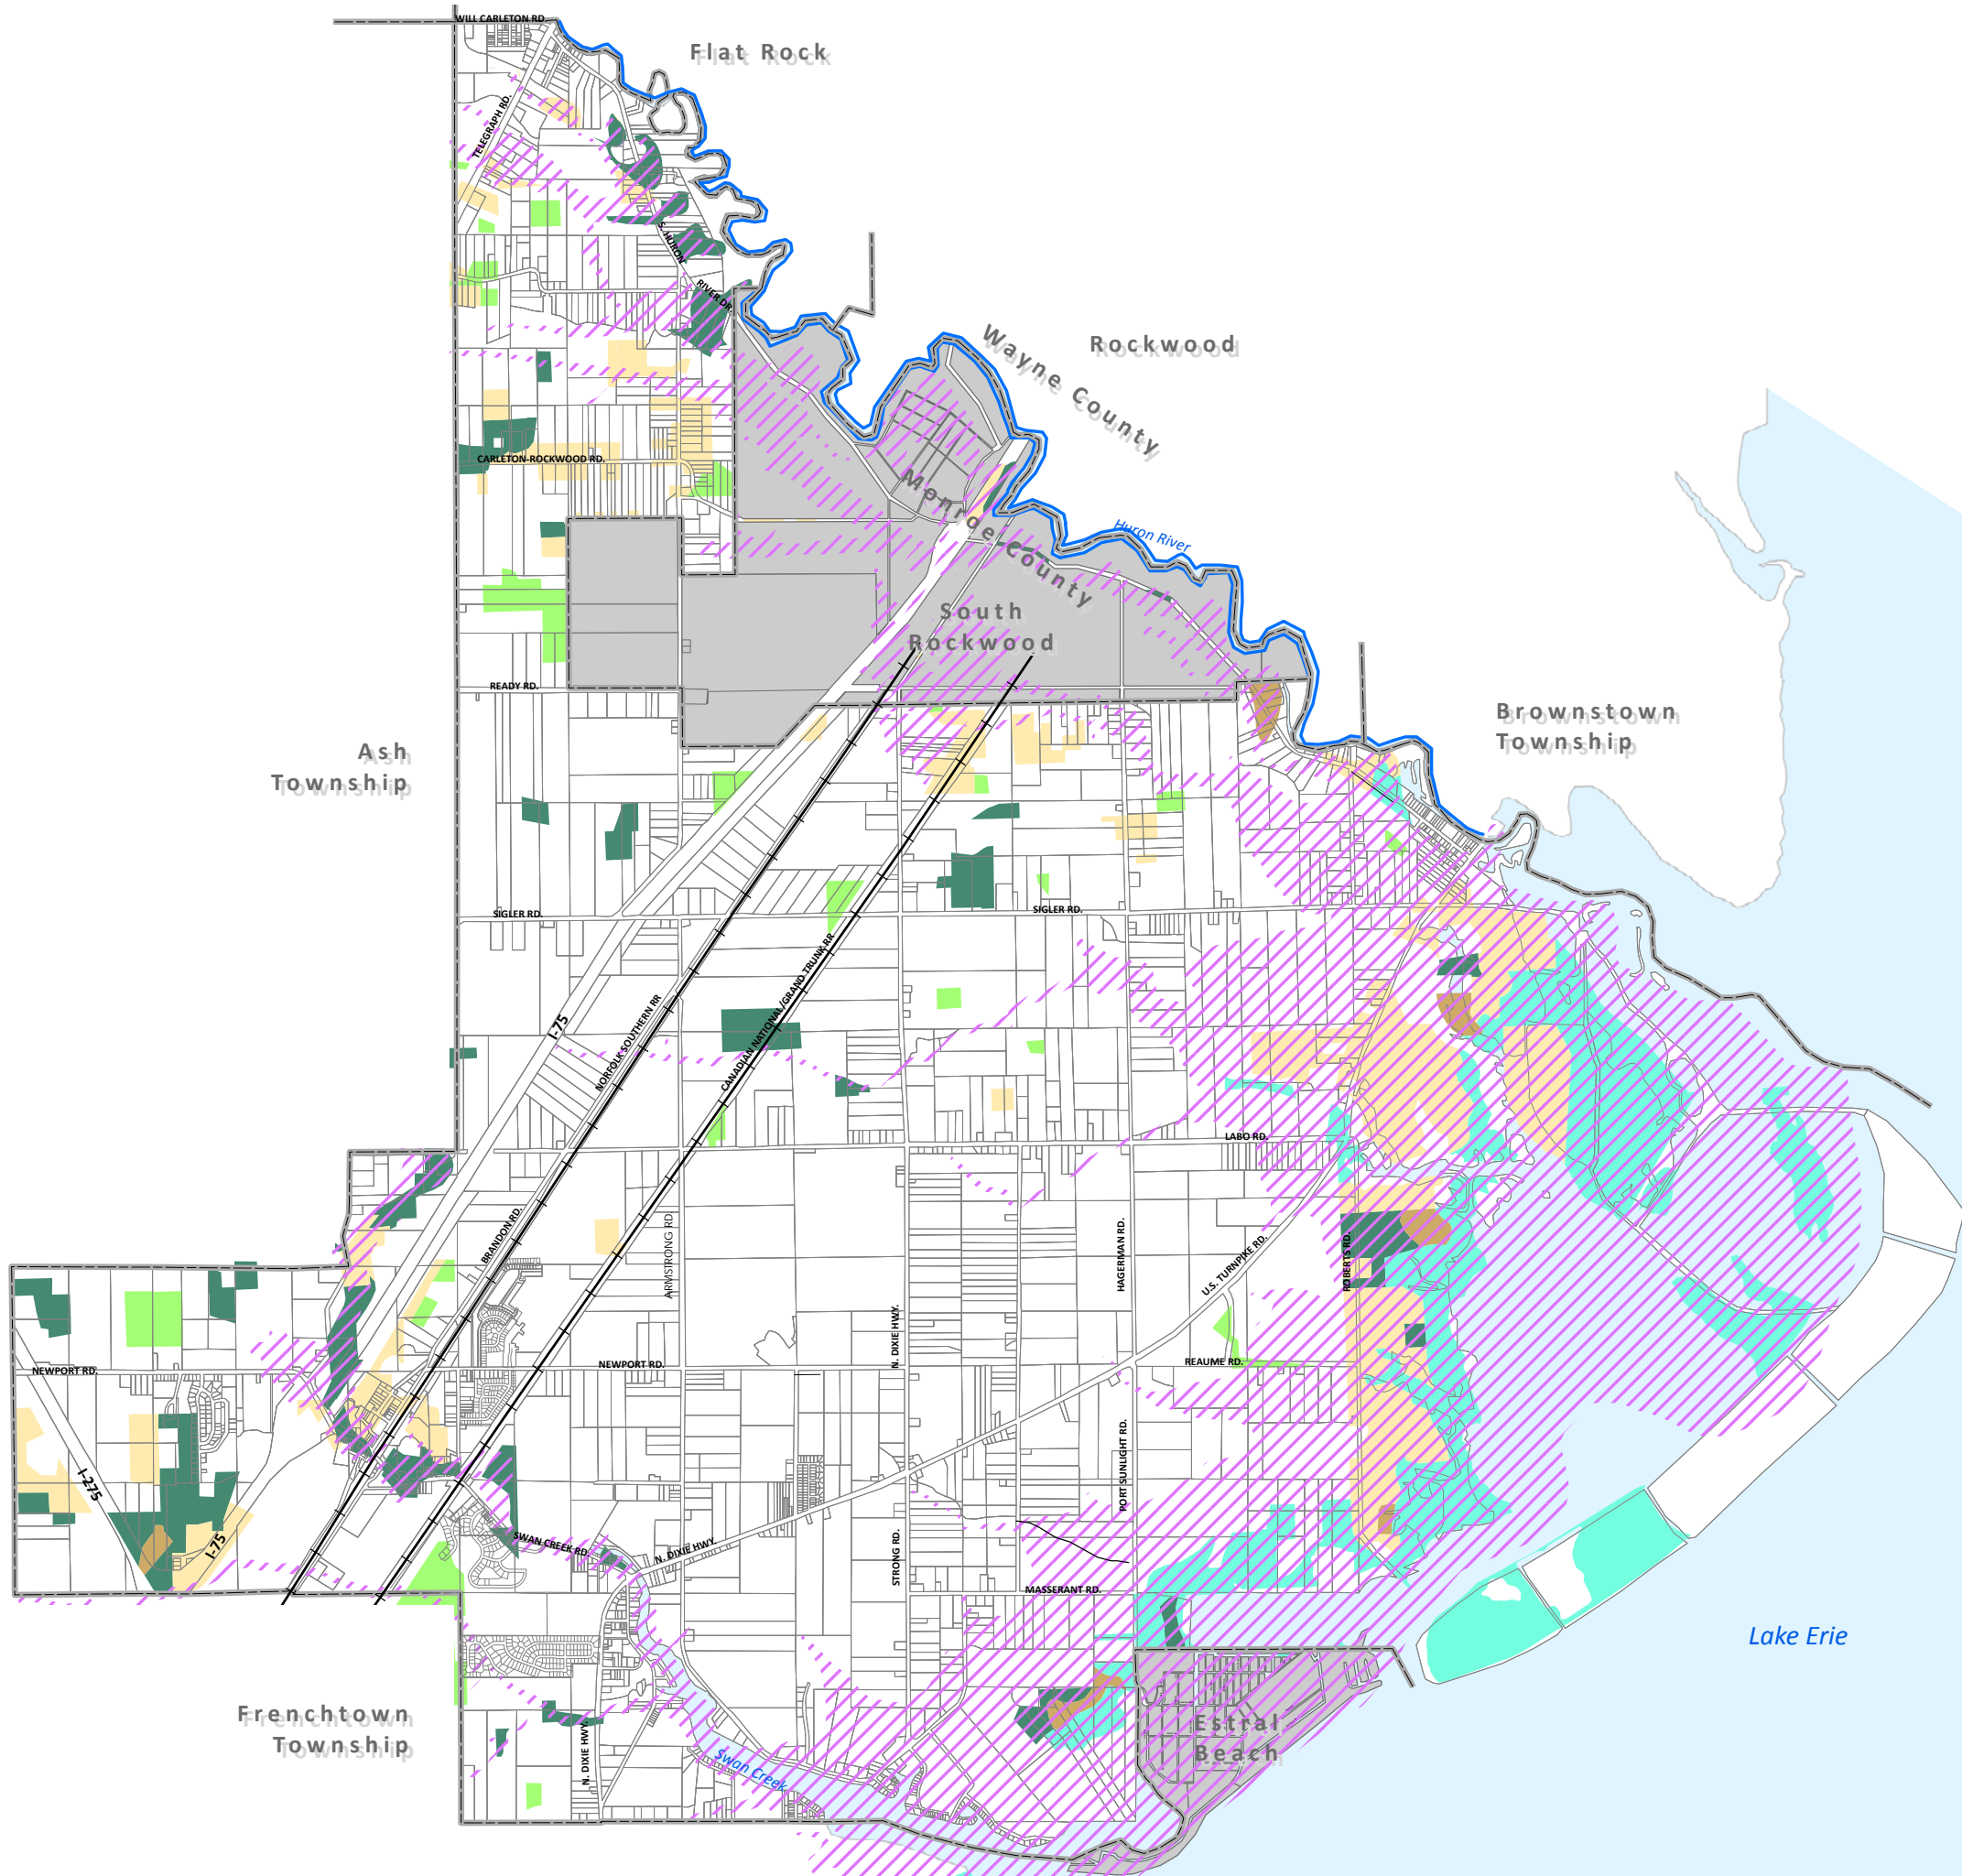 WILL CARLETON RD.
Flat Rock
TELEGRAPH RD.
S. HURON
RIVER DR.
Wayne County
Rockwood
CARLETON-ROCKWOOD RD.
Monroe County
Huron River
South
Rockwood
READY RD.
Brownstown
Township
Ash
Township
SIGLER RD.
SIGLER RD.
I-75
NORFOLK SOUTHERN RR
CANADIAN NATIONAL /GRAND TRUNK RR
LABO RD.
BRANDON RD.
ARMSTRONG RD.
HAGERMAN RD.
U.S. TURNPIKE RD.
ROBERTS RD.
N. DIXIE HWY.
NEWPORT RD.
NEWPORT RD.
REAUME RD.
I-275
I-75
PORT SUNLIGHT RD.
SWAN CREEK RD.
N. DIXIE HWY.
STRONG RD.
MASSERANT RD.
Lake Erie
Frenchtown
Township
N. DIXIE HWY.
Swan Creek
Estral
Beach